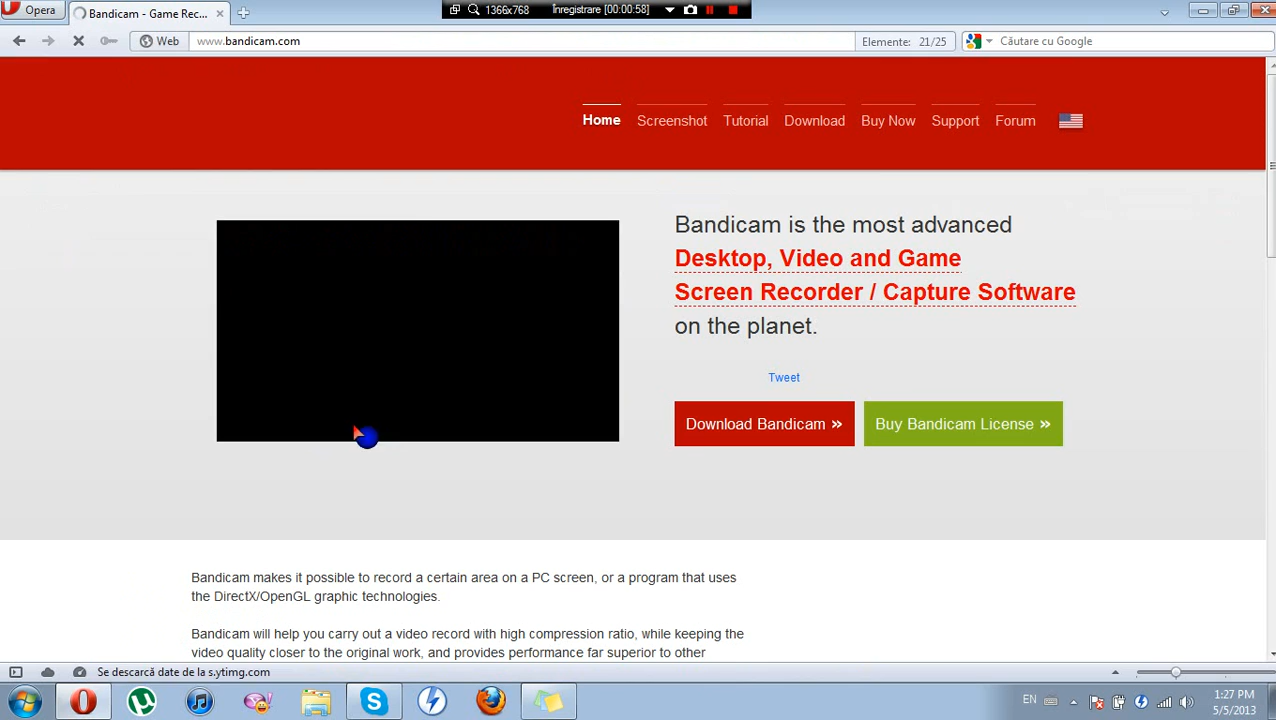 Opera
Bandicam - Game Rec...
1366x768
Înregistrare [00:00:58]
Web
www.bandicam.com
Elemente: 21/25
Căutare cu Google
Home
Screenshot
Tutorial
Download
Buy Now
Support
Forum
Bandicam is the most advanced
Desktop, Video and Game
Screen Recorder / Capture Software
on the planet.
Tweet
Download Bandicam »
Buy Bandicam License »
Bandicam makes it possible to record a certain area on a PC screen, or a program that uses
the DirectX/OpenGL graphic technologies.
Bandicam will help you carry out a video record with high compression ratio, while keeping the
video quality closer to the original work, and provides performance far superior to other
Se descarcă date de la s.ytimg.com
EN
1:27 PM
5/5/2013